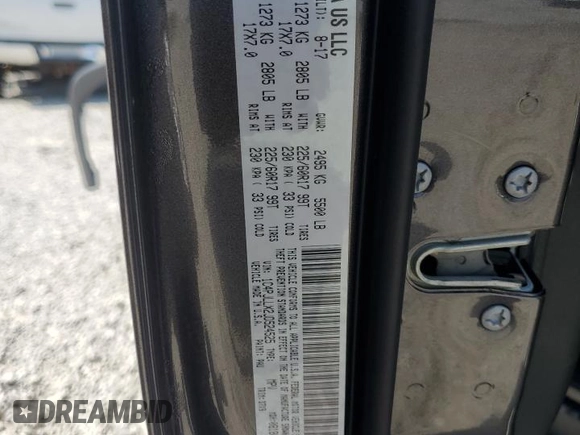 A US LLC
8-17
GVWR: 2495 KG 5500 LB
1273 KG 2805 LB WITH 225/60R17 99T TIRES
17X7.0 RIMS AT 230 KPA ( 33 PSI) COLD
1273 KG 2805 LB WITH 225/60R17 99T TIRES
17X7.0 RIMS AT 230 KPA ( 33 PSI) COLD
THIS VEHICLE CONFORMS TO ALL APPLICABLE U.S.A. FEDERAL MOTOR VEHICLE
THEFT PREVENTION STANDARDS IN EFFECT ON THE DATE OF MANUFACTURE SHOWN
TYPE: MPV
VEHICLE MADE IN U.S.A. PAINT: PAU
DREAMBID